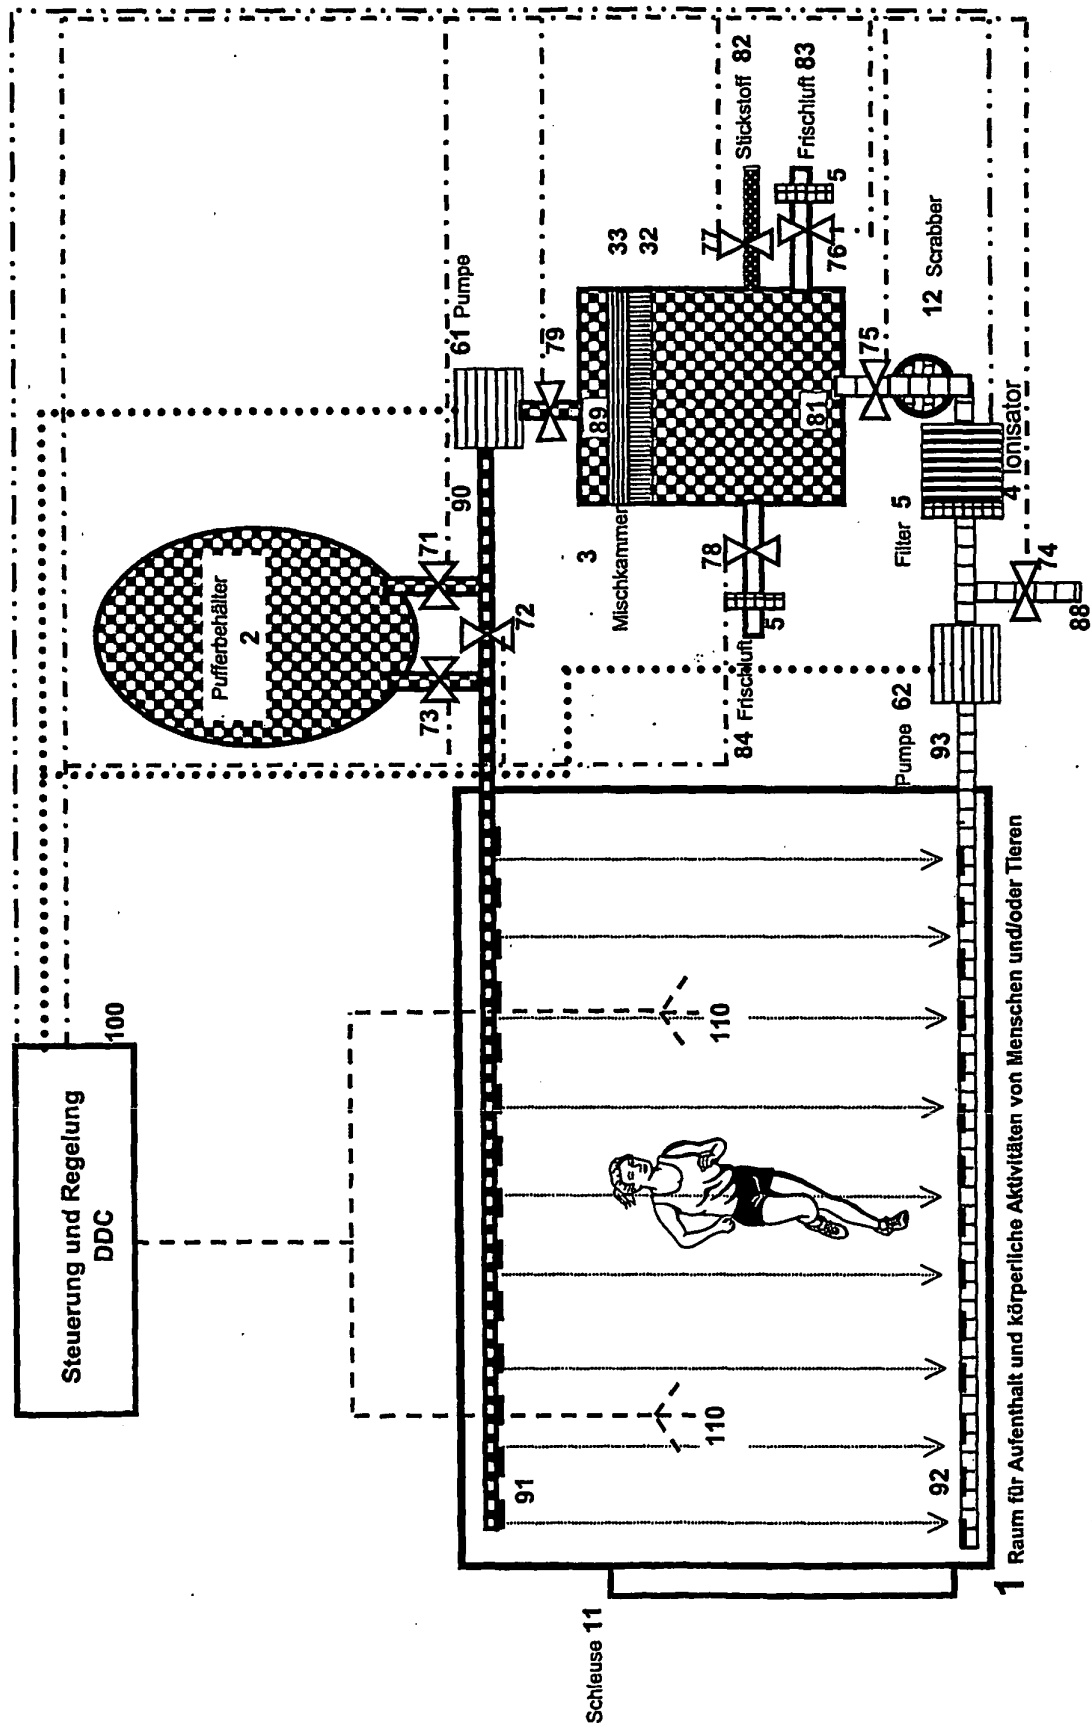 Steuerung und Regelung
DDC
100
Pufferbehälter
2
73
71
72
90
61 Pumpe
79
89
33
32
Mischkammer
3
81
77
Stickstoff 82
Frischluft 83
5
76
78
5
84 Frischluft
75
12 Scrabber
4 Ionisator
Filter 5
74
88
Pumpe 62
93
91
110
110
92
Schleuse 11
1 Raum für Aufenthalt und körperliche Aktivitäten von Menschen und/oder Tieren